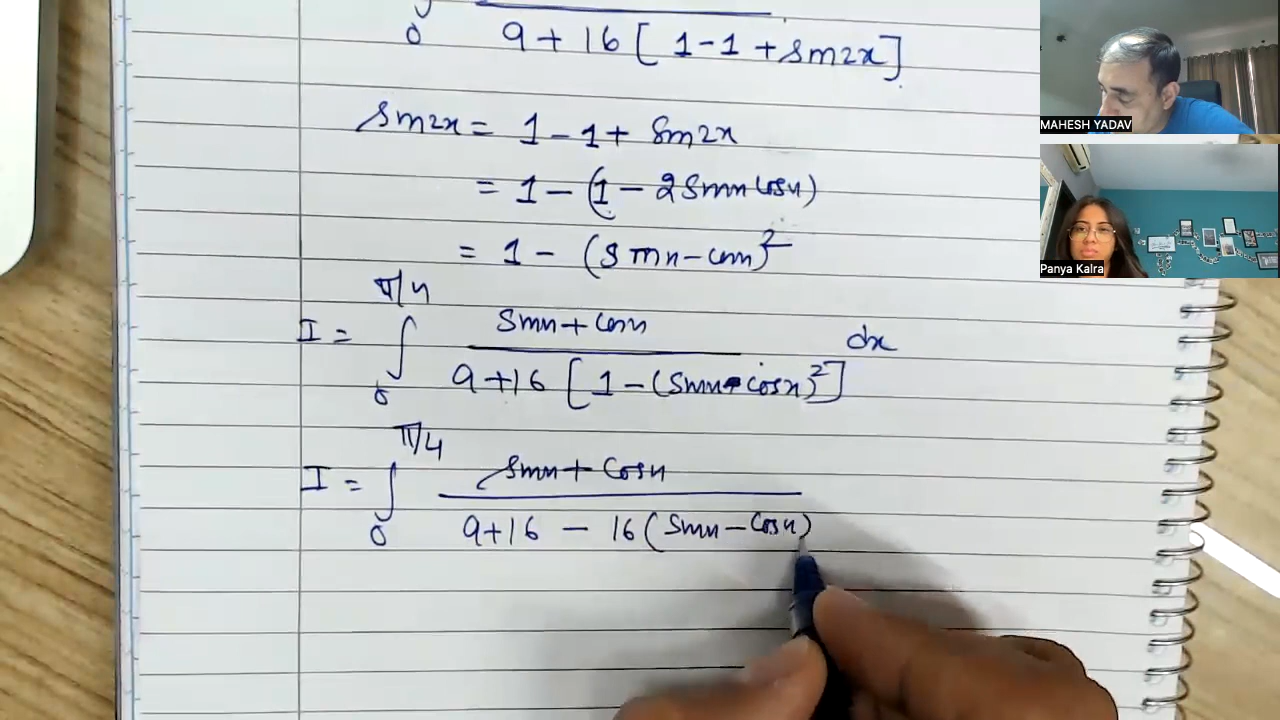 0 9 + 16 [ 1 - 1 + sin2x ]
sin2x = 1 - 1 + sin2x
= 1 - (1 - 2 sinx cosx)
= 1 - (sinx - cosx)²
π/4
I = ∫ sinx + cosx dx
0 9 + 16 [ 1 - (sinx - cosx)² ]
π/4
I = ∫ sinx + cosx
0 9 + 16 - 16 (sinx - cosx)
MAHESH YADAV
Panya Kalra